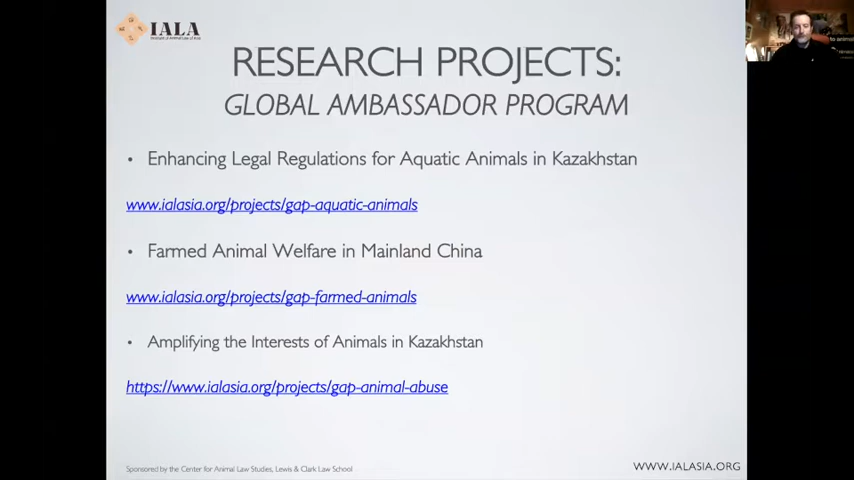 IALA
Institute of Animal Law of Asia
RESEARCH PROJECTS:
GLOBAL AMBASSADOR PROGRAM
• Enhancing Legal Regulations for Aquatic Animals in Kazakhstan
www.ialasia.org/projects/gap-aquatic-animals
• Farmed Animal Welfare in Mainland China
www.ialasia.org/projects/gap-farmed-animals
• Amplifying the Interests of Animals in Kazakhstan
https://www.ialasia.org/projects/gap-animal-abuse
Sponsored by the Center for Animal Law Studies, Lewis & Clark Law School
WWW.IALASIA.ORG
to animal